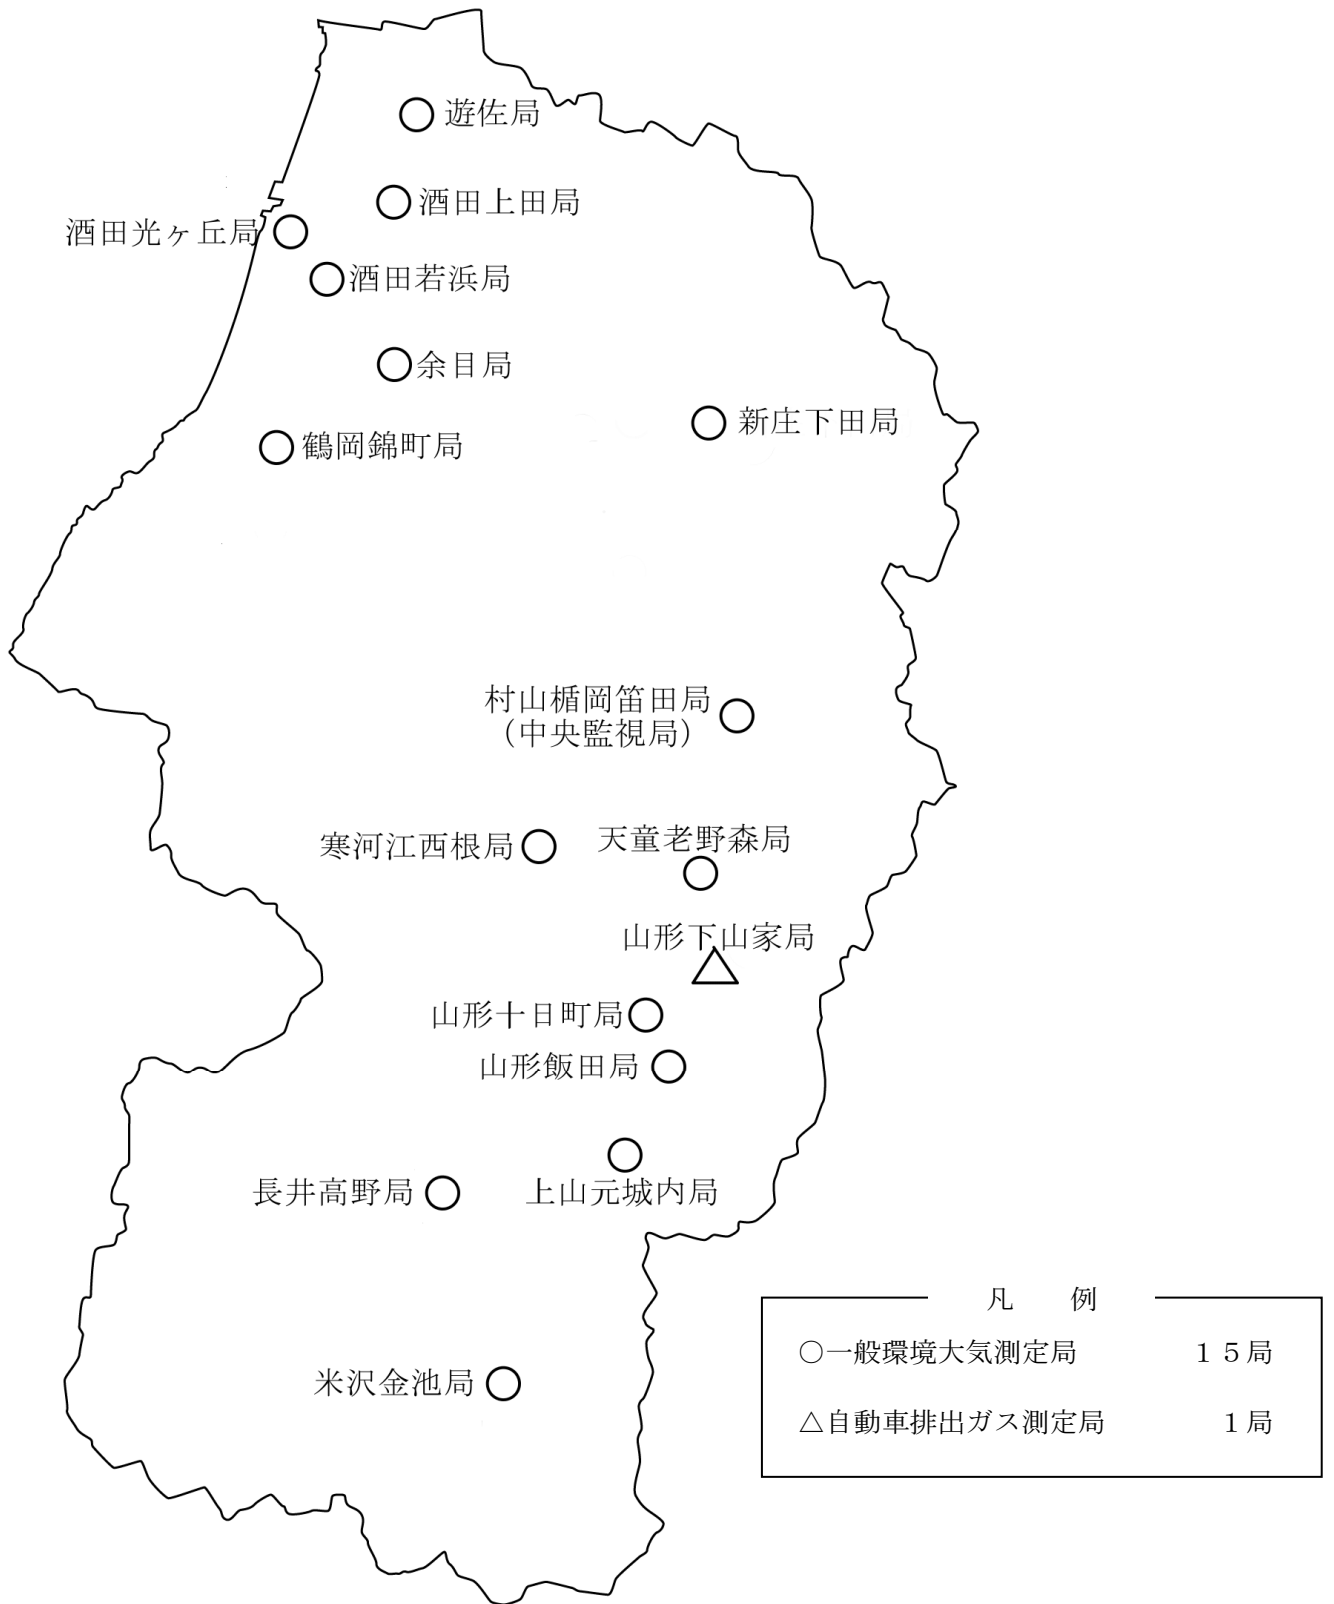 遊佐局
酒田上田局
酒田光ヶ丘局
酒田若浜局
余目局
新庄下田局
鶴岡錦町局
村山楯岡笛田局
（中央監視局）
天童老野森局
寒河江西根局
山形下山家局
山形十日町局
山形飯田局
長井高野局
上山元城内局
凡　例
○一般環境大気測定局　１５局
米沢金池局
△自動車排出ガス測定局　１局